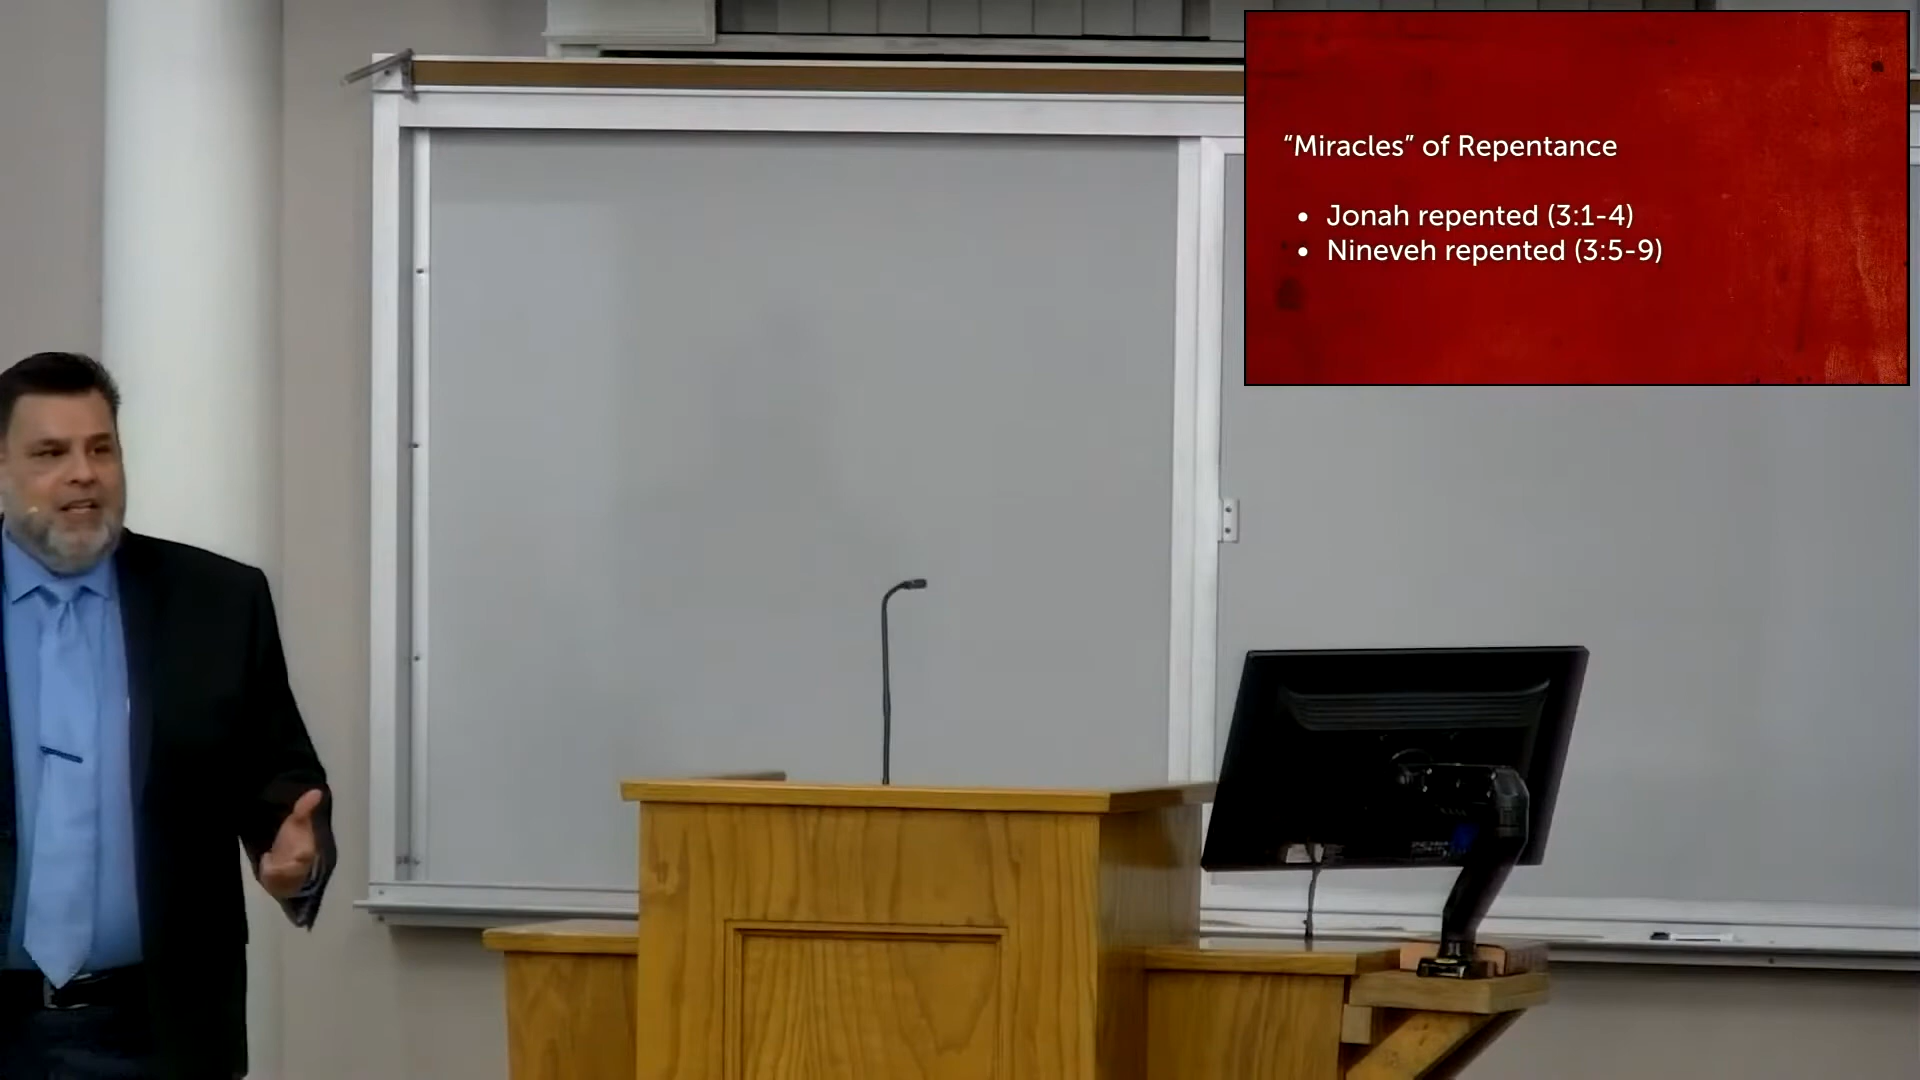 “Miracles” of Repentance
• Jonah repented (3:1-4)
• Nineveh repented (3:5-9)